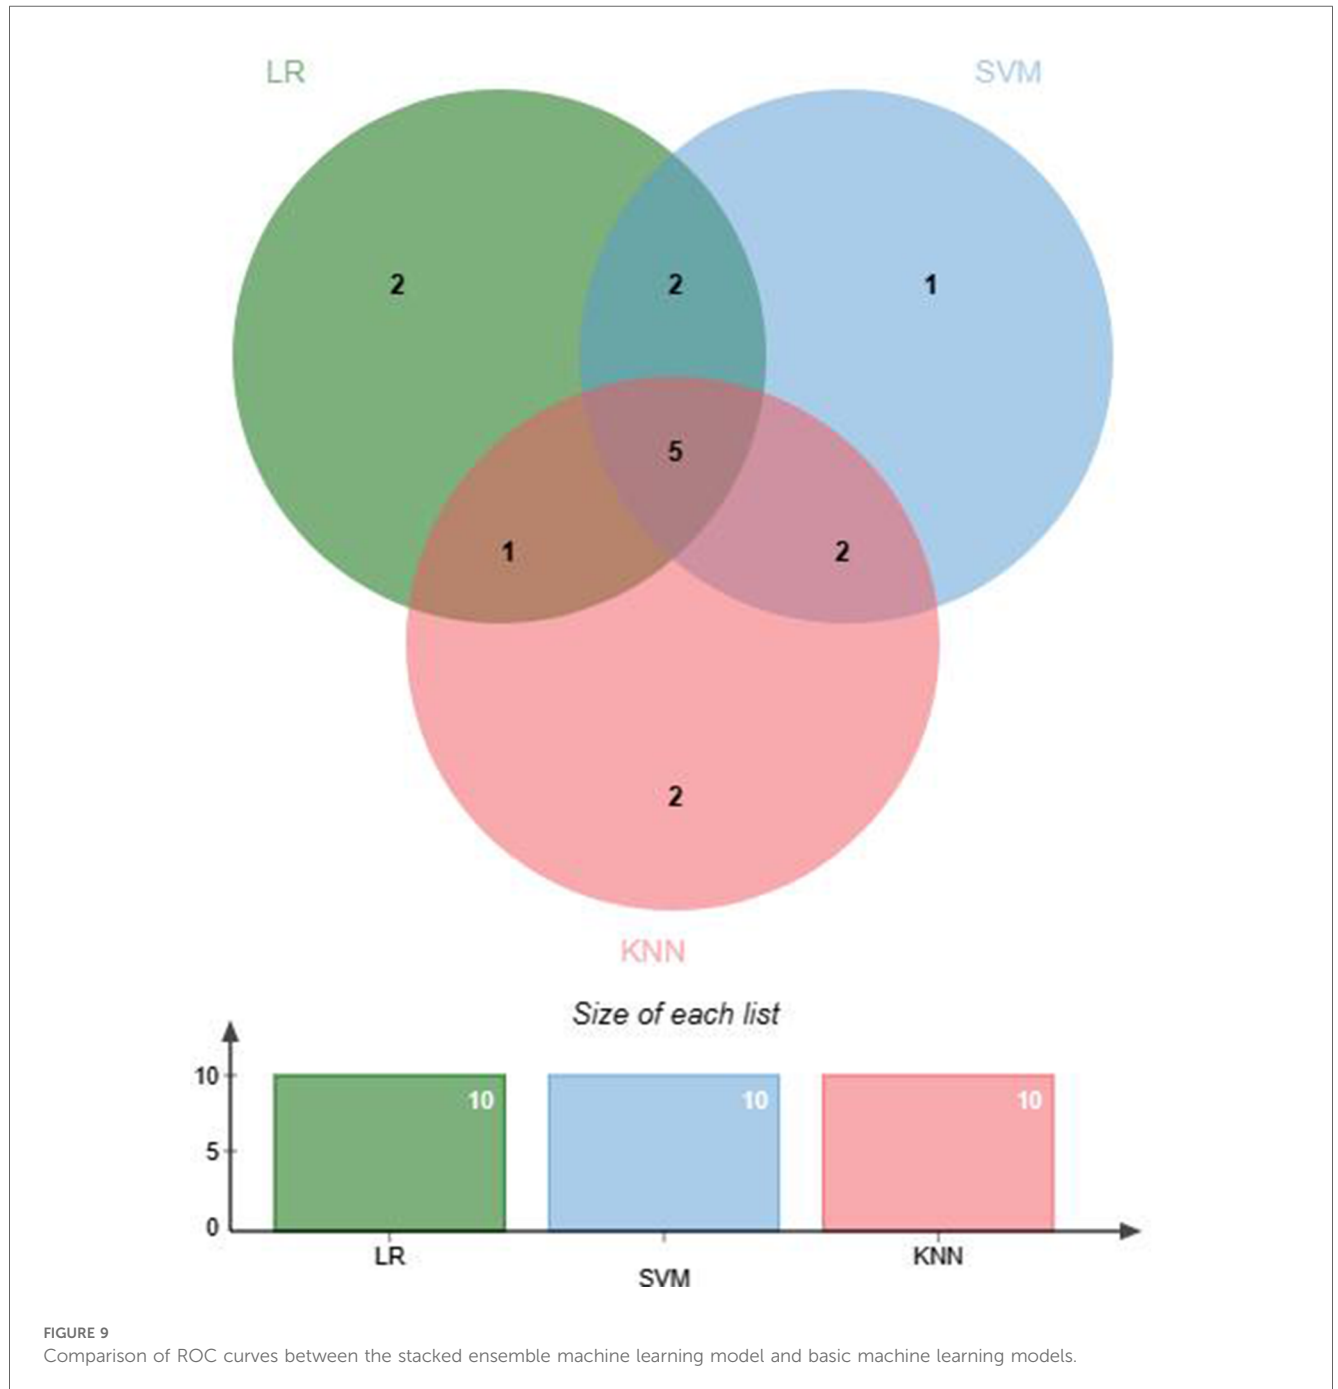 LR
SVM
2
2
1
5
1
2
2
KNN
Size of each list
10
10
10
10
5
0
LR
KNN
SVM
FIGURE 9
Comparison of ROC curves between the stacked ensemble machine learning model and basic machine learning models.